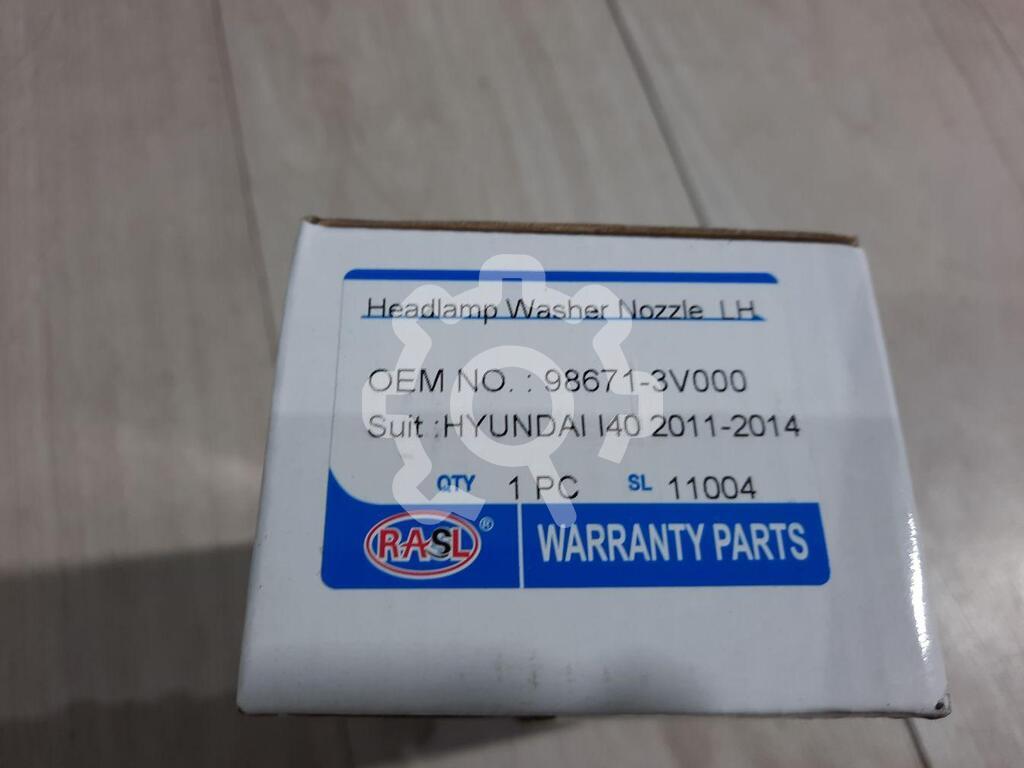 Headlamp Washer Nozzle LH
OEM NO. : 98671-3V000
Suit :HYUNDAI I40 2011-2014
QTY 1 PC SL 11004
RASL® WARRANTY PARTS